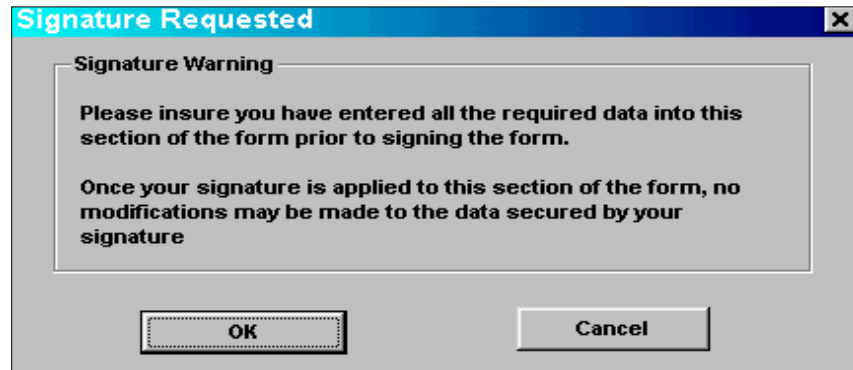 Signature Requested
Signature Warning
Please insure you have entered all the required data into this
section of the form prior to signing the form.
Once your signature is applied to this section of the form, no
modifications may be made to the data secured by your
signature
OK
Cancel